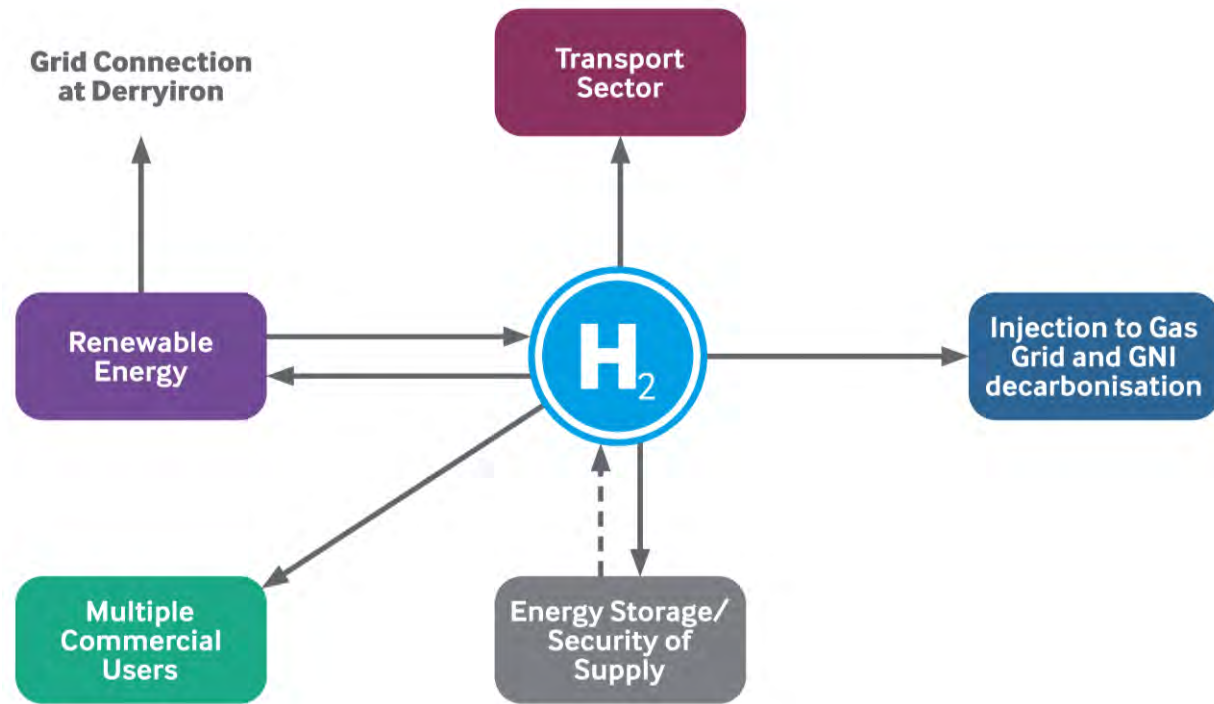 Grid Connection
at Derryiron
Transport
Sector
Renewable
Energy
H₂
Injection to Gas
Grid and GNI
decarbonisation
Multiple
Commercial
Users
Energy Storage/
Security of
Supply